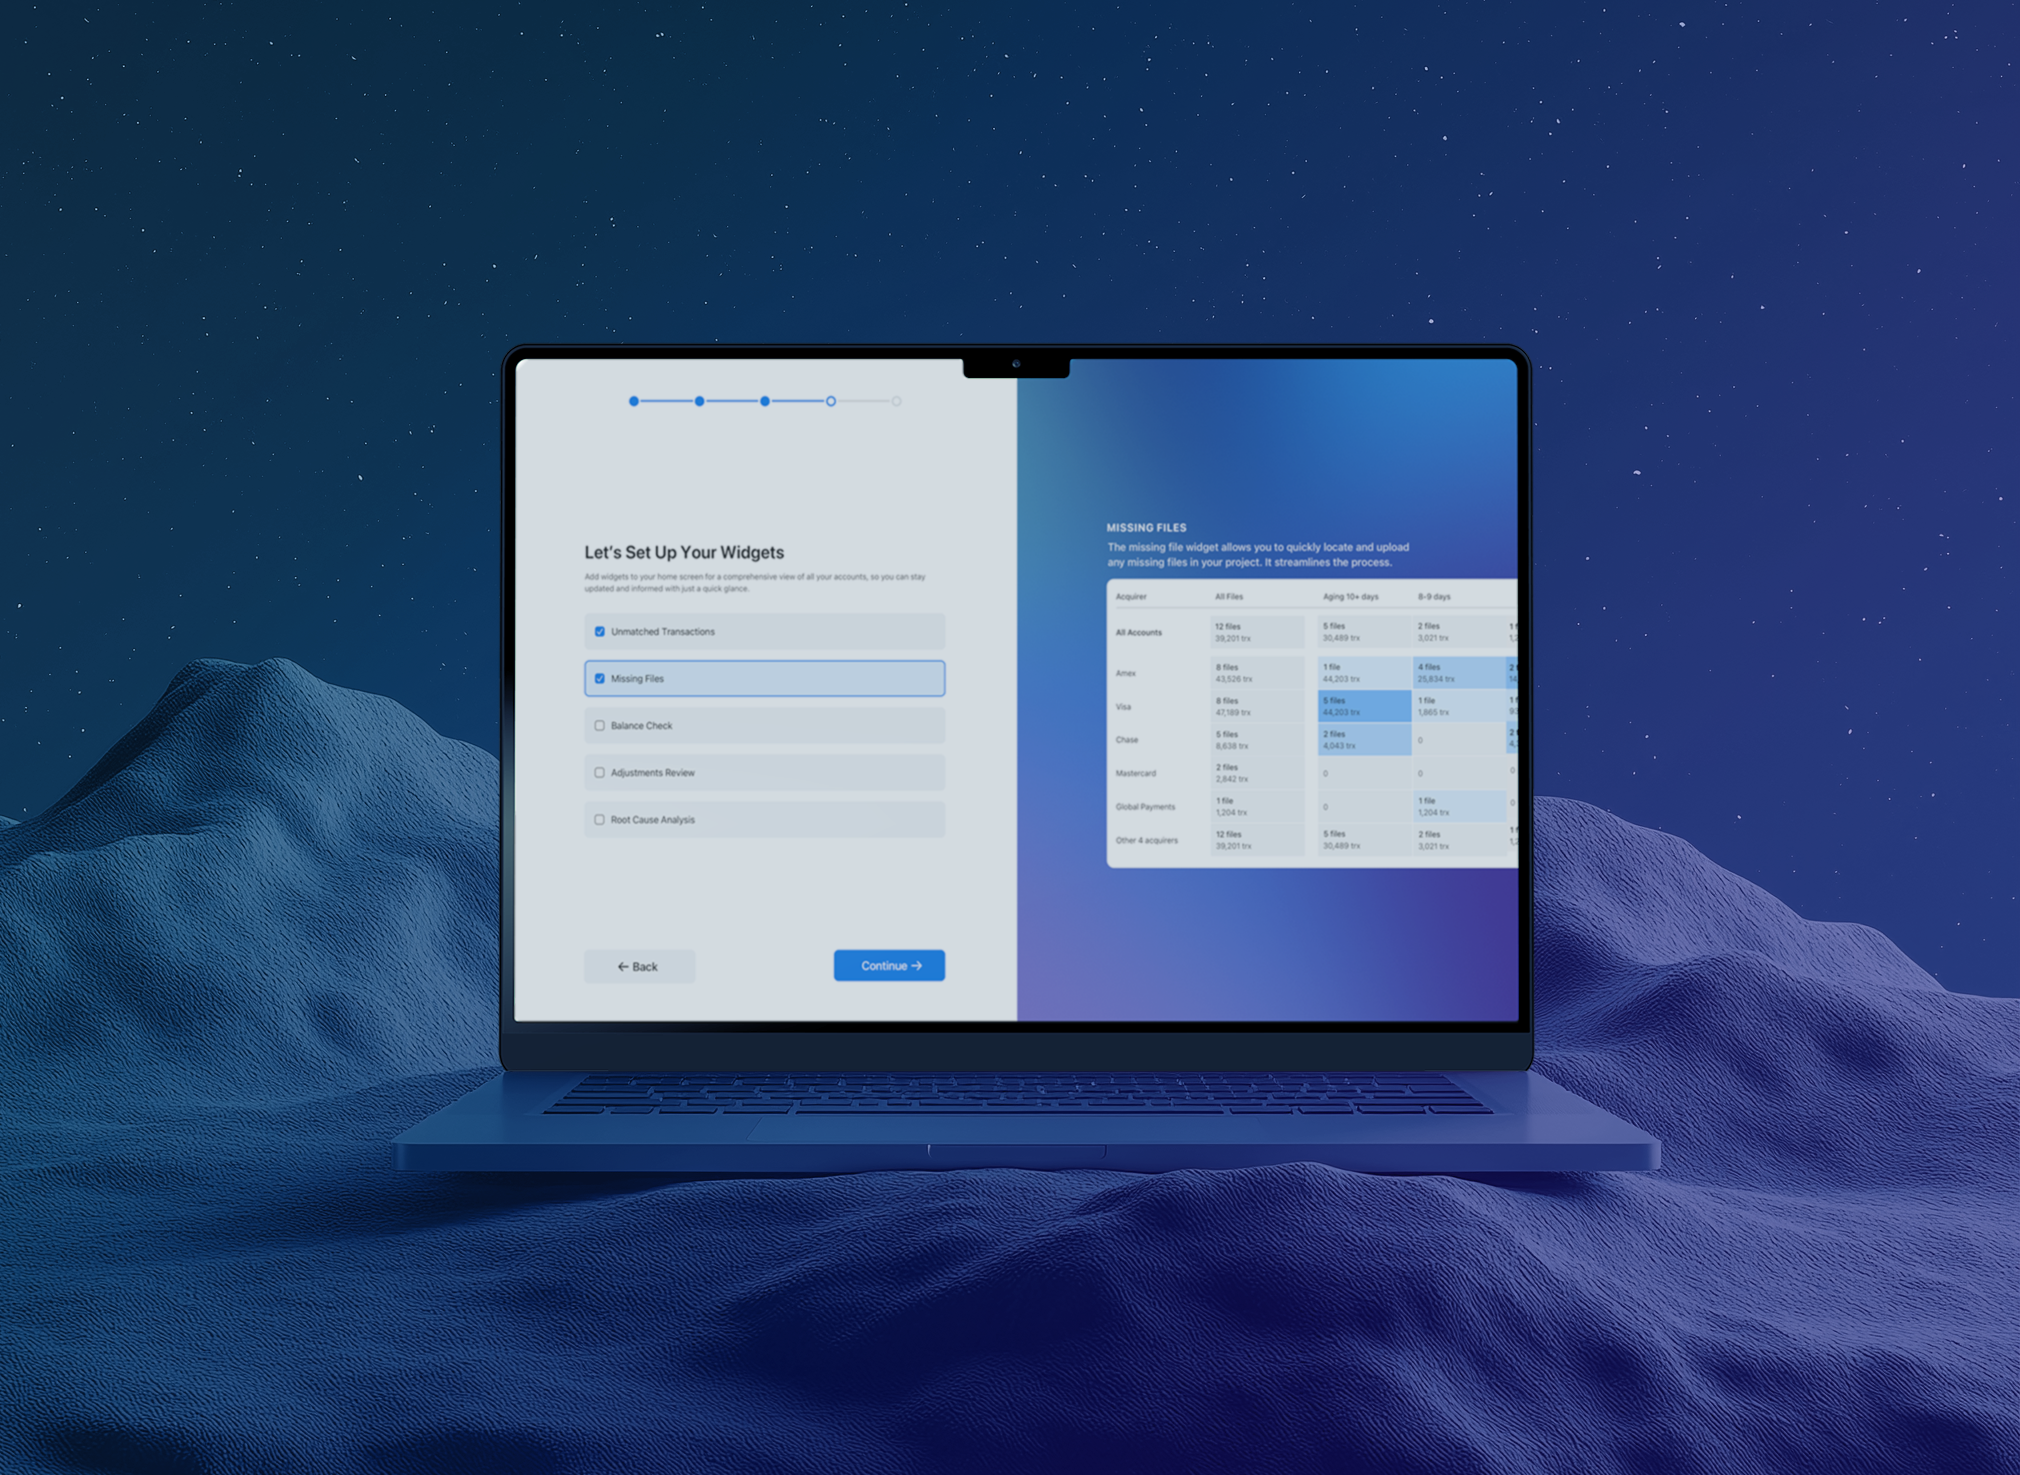 Let's Set Up Your Widgets
Add widgets to your home screen for a comprehensive view of all your accounts, so you can stay
updated and informed with just a quick glance.
Unmatched Transactions
Missing Files
Balance Check
Adjustments Review
Root Cause Analysis
← Back
Continue →
MISSING FILES
The missing file widget allows you to quickly locate and upload
any missing files in your project. It streamlines the process.
Acquirer All Files Aging 10+ days 8-9 days
All Accounts 12 files 5 files 2 files
39,201 trx 30,489 trx 3,021 trx
Amex 8 files 1 file 4 files
43,526 trx 44,203 trx 25,834 trx
Visa 8 files 5 files 1 file
47,189 trx 44,203 trx 1,865 trx
Chase 5 files 2 files 0
8,638 trx 4,043 trx
Mastercard 2 files 0 0 0
2,842 trx
Global Payments 1 file 0 1 file 0
1,204 trx 1,204 trx
Other 4 acquirers 12 files 5 files 2 files
39,201 trx 30,489 trx 3,021 trx